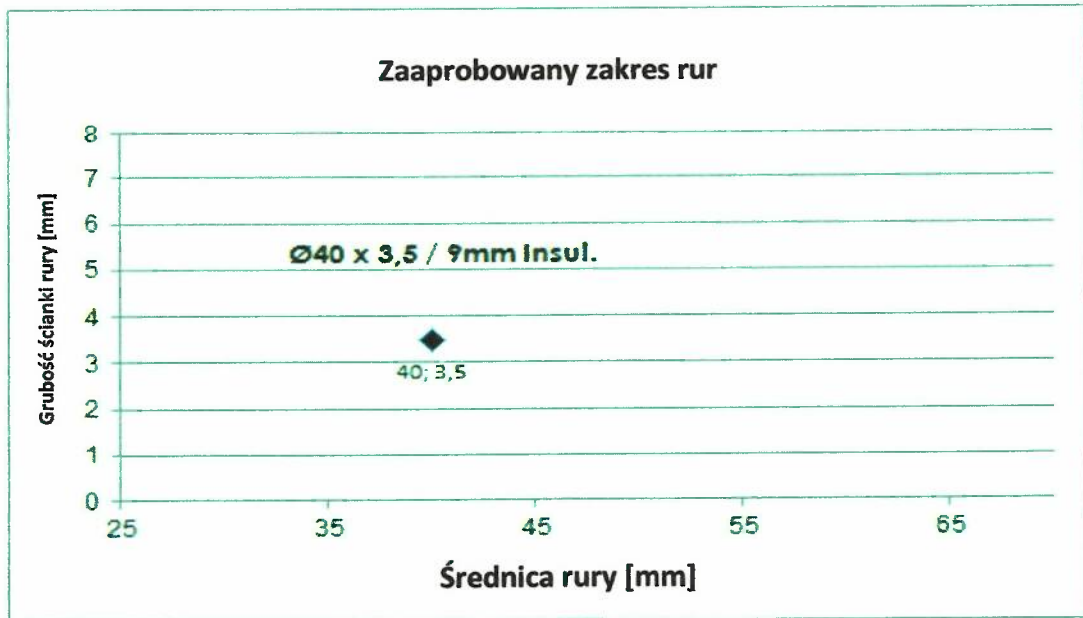 Zaaprobowany zakres rur
Grubość ścianki rury [mm]
8
7
6
5
4
3
2
1
0
Ø40 x 3,5 / 9mm Insul.
40; 3,5
25 35 45 55 65
Średnica rury [mm]